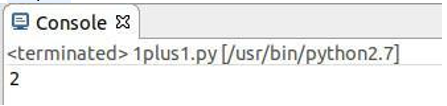 Console
<terminated> 1plus1.py [/usr/bin/python2.7]
2